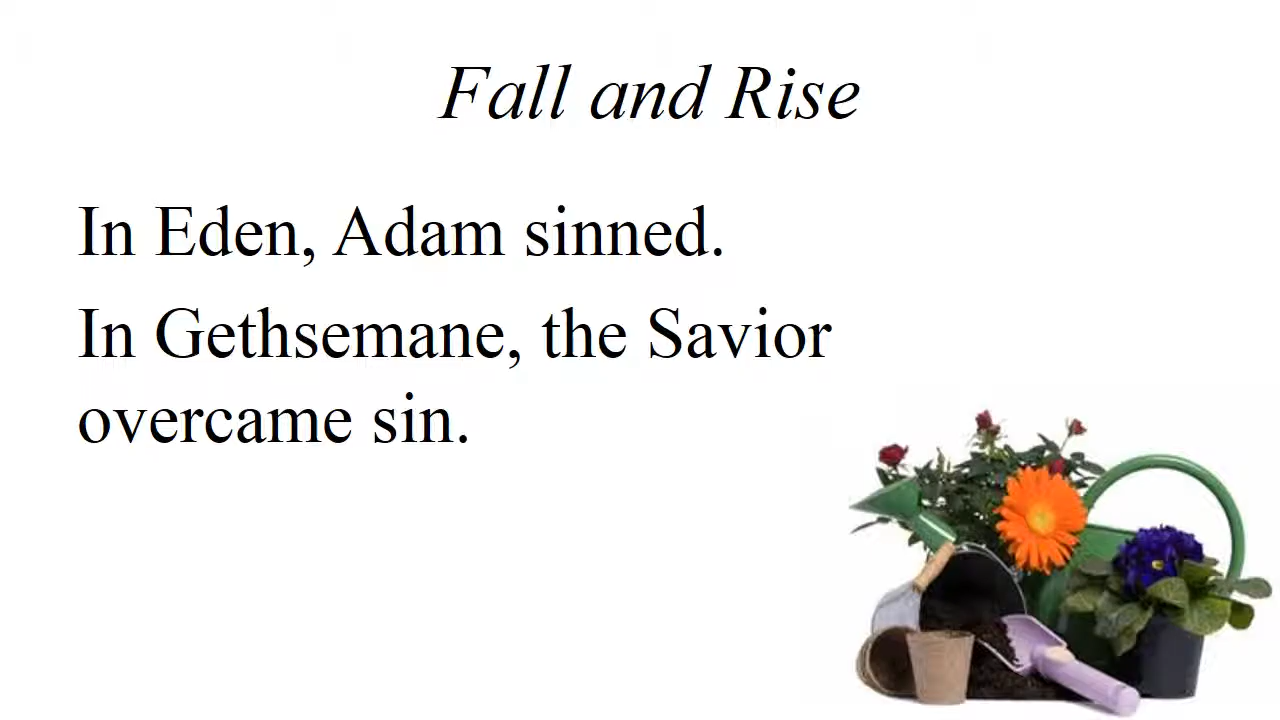 Fall and Rise
In Eden, Adam sinned.
In Gethsemane, the Savior
overcame sin.